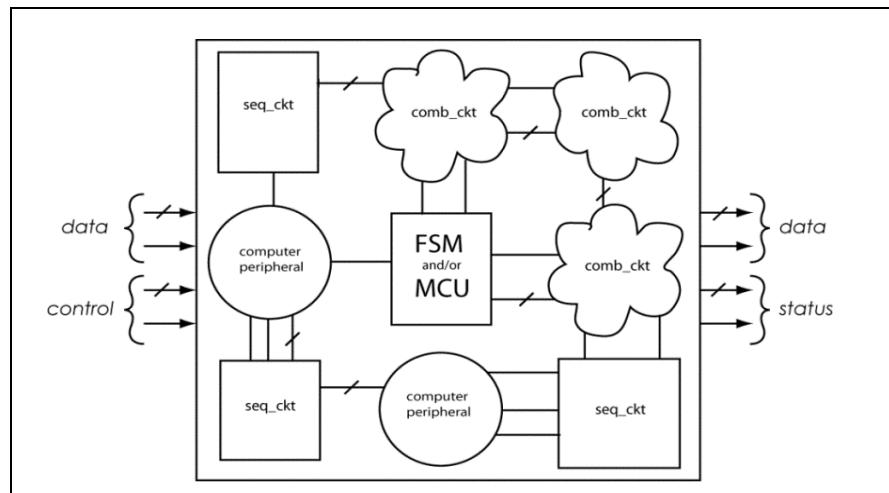 seq_ckt
comb_ckt
comb_ckt
data
control
computer
peripheral
FSM
and/or
MCU
comb_ckt
data
status
seq_ckt
computer
peripheral
seq_ckt